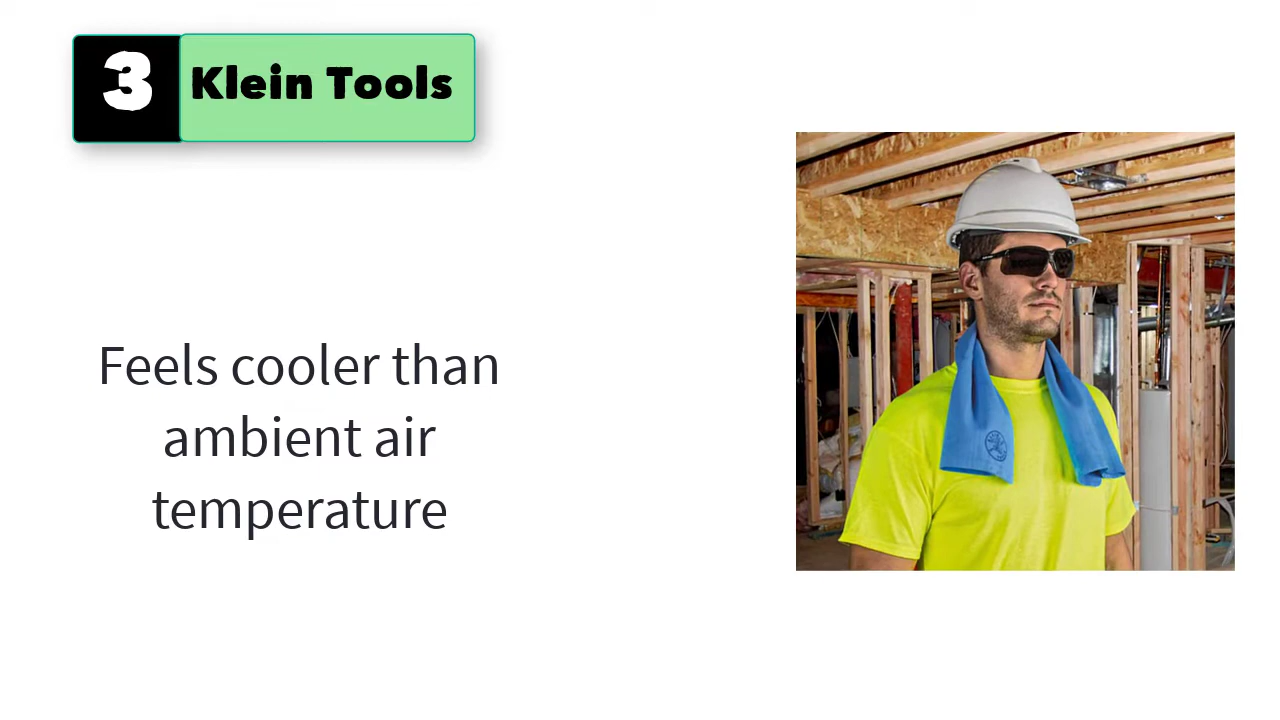 3
Klein Tools
Feels cooler than
ambient air
temperature